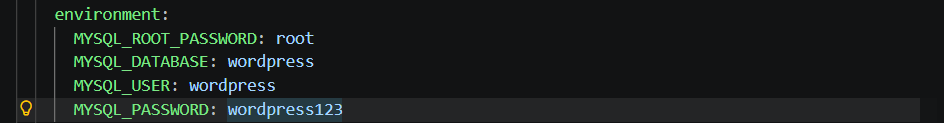 environment:
MYSQL_ROOT_PASSWORD: root
MYSQL_DATABASE: wordpress
MYSQL_USER: wordpress
MYSQL_PASSWORD: wordpress123